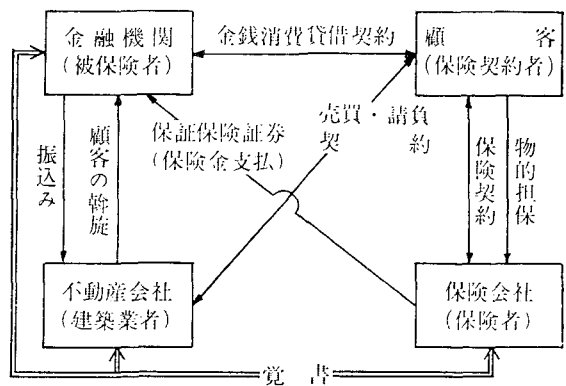 金融機関
(被保険者)
金銭消費貸借契約
顧客
(保険契約者)
保証保険証券
(保険金支払)
売買・請負
契約
振込み
顧客の斡旋
保険契約
物的担保
不動産会社
(建築業者)
保険会社
(保険者)
覚書